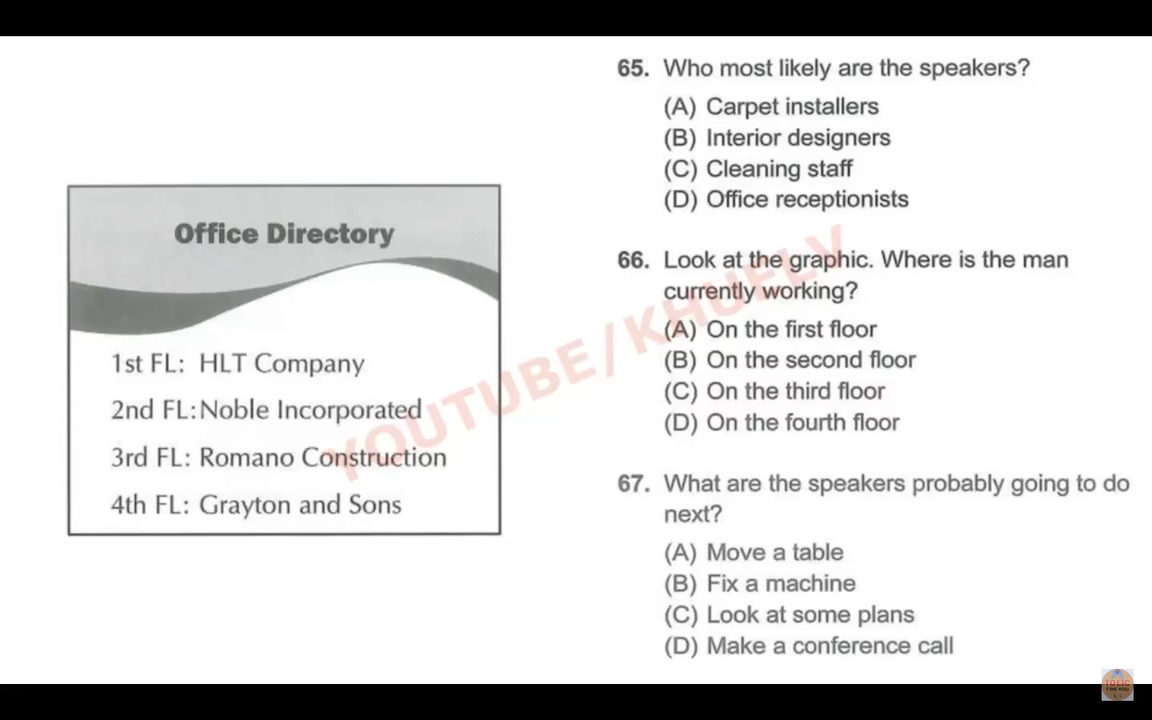 Office Directory
1st FL: HLT Company
2nd FL: Noble Incorporated
3rd FL: Romano Construction
4th FL: Grayton and Sons
65. Who most likely are the speakers?
(A) Carpet installers
(B) Interior designers
(C) Cleaning staff
(D) Office receptionists
66. Look at the graphic. Where is the man
currently working?
(A) On the first floor
(B) On the second floor
(C) On the third floor
(D) On the fourth floor
67. What are the speakers probably going to do
next?
(A) Move a table
(B) Fix a machine
(C) Look at some plans
(D) Make a conference call
YOUTUBE/KHUELY
TOEIC